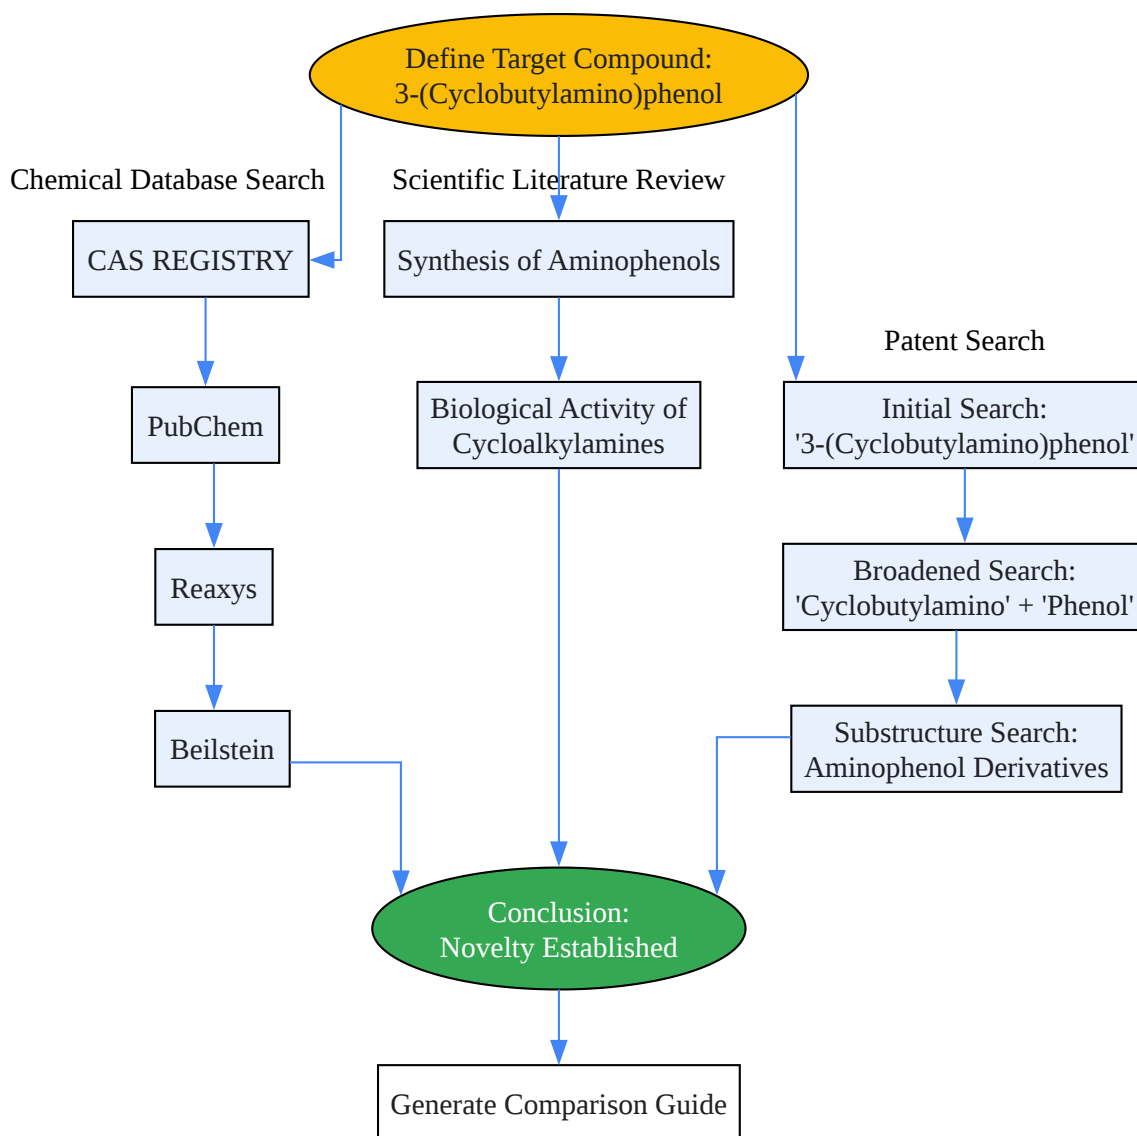 Define Target Compound:
3-(Cyclobutylamino)phenol
Chemical Database Search
Scientific Literature Review
CAS REGISTRY
Synthesis of Aminophenols
Patent Search
PubChem
Biological Activity of
Cycloalkylamines
Initial Search:
'3-(Cyclobutylamino)phenol'
Reaxys
Broadened Search:
'Cyclobutylamino' + 'Phenol'
Beilstein
Substructure Search:
Aminophenol Derivatives
Conclusion:
Novelty Established
Generate Comparison Guide